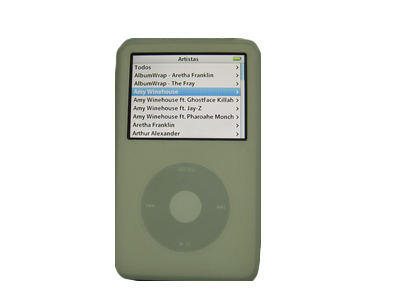 Artistas
Todos
AlbumWrap - Aretha Franklin
AlbumWrap - The Fray
Amy Winehouse
Amy Winehouse ft. Ghostface Killah
Amy Winehouse ft. Jay-Z
Amy Winehouse ft. Pharoahe Monch
Aretha Franklin
Arthur Alexander
MENU